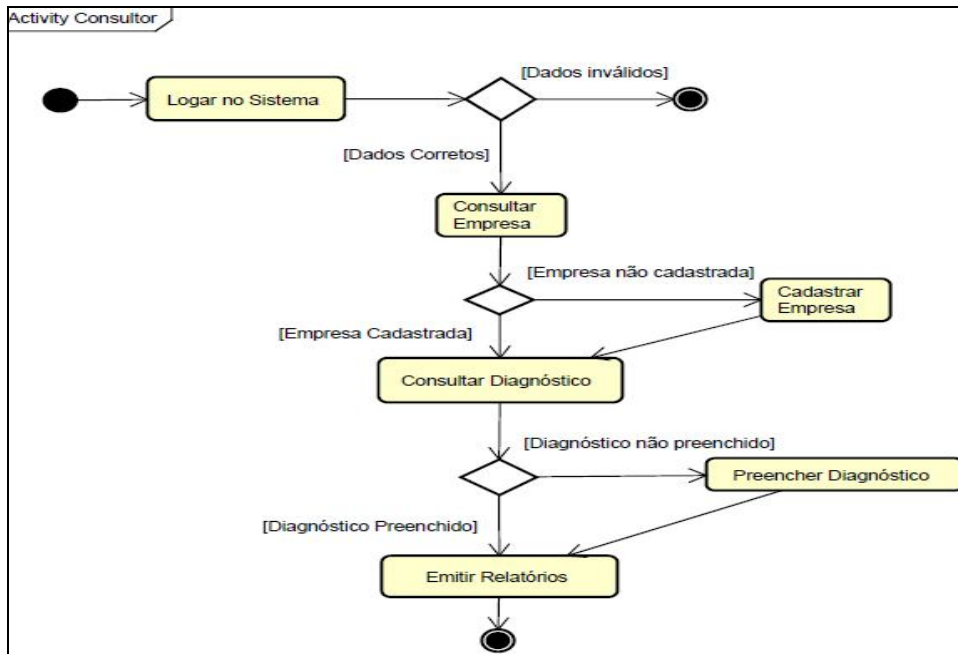 Activity Consultor
[Dados inválidos]
Logar no Sistema
[Dados Corretos]
Consultar
Empresa
[Empresa não cadastrada]
Cadastrar
Empresa
[Empresa Cadastrada]
Consultar Diagnóstico
[Diagnóstico não preenchido]
Preencher Diagnóstico
[Diagnóstico Preenchido]
Emitir Relatórios